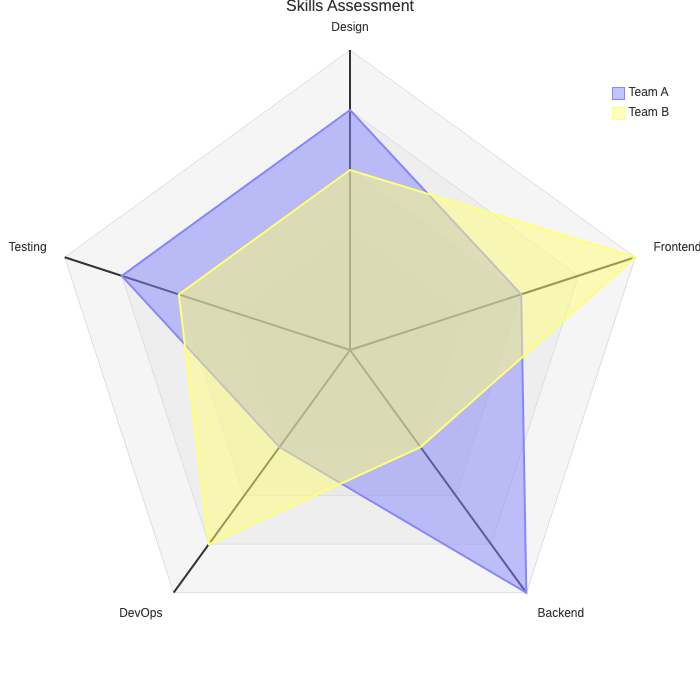 Skills Assessment
Design
Team A
Team B
Testing
Frontend
DevOps
Backend